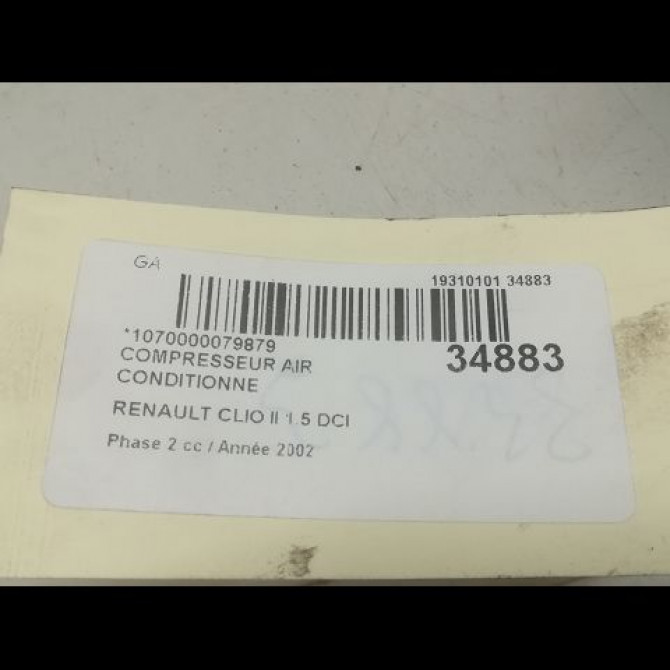 GA
19310101 34883
*1070000079879
34883
COMPRESSEUR AIR
CONDITIONNE
RENAULT CLIO II 1.5 DCI
Phase 2 cc / Année 2002